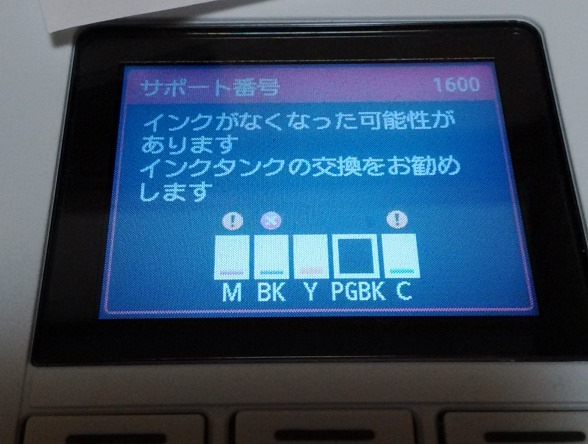 サポート番号 1600
インクがなくなった可能性が
あります
インクタンクの交換をお勧め
します
! × !
M BK Y PGBK C